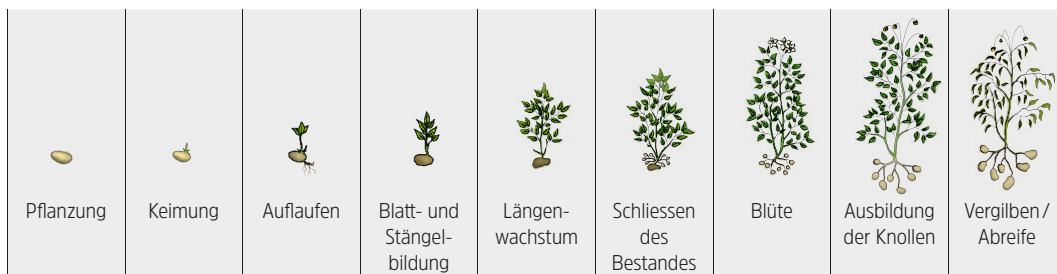 Pflanzung
Keimung
Auflaufen
Blatt- und
Stängel-
bildung
Längen-
wachstum
Schliessen
des
Bestandes
Blüte
Ausbildung
der Knollen
Vergilben /
Abreife